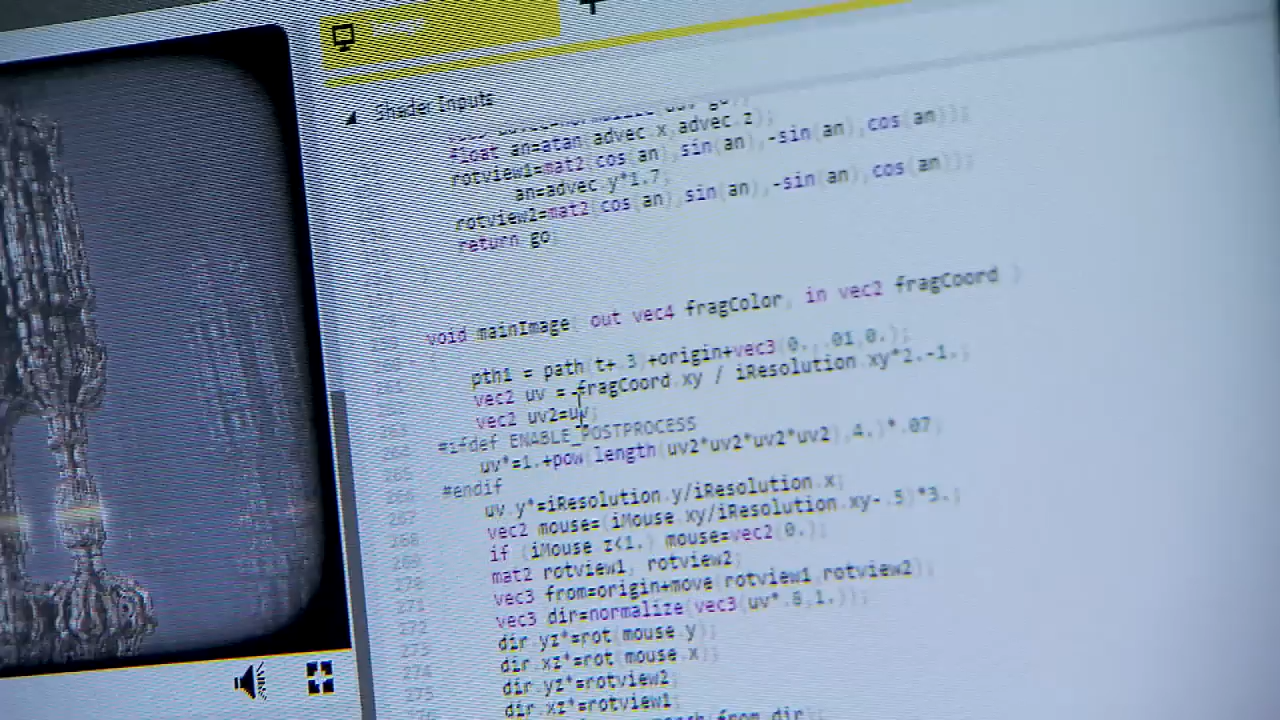 Shader Inputs
float an=atan(advec.x,advec.z);
rotview1=mat2(cos(an),sin(an),-sin(an),cos(an));
an=advec.y*1.7;
rotview2=mat2(cos(an),sin(an),-sin(an),cos(an));
return go;
void mainImage( out vec4 fragColor, in vec2 fragCoord )
pth1 = path(t+.3)+origin+vec3(0.,.01,0.);
vec2 uv = fragCoord.xy / iResolution.xy*2.-1.;
vec2 uv2=uv;
#ifdef ENABLE_POSTPROCESS
uv*=1.+pow(length(uv2*uv2*uv2*uv2),4.)*.07;
#endif
uv.y*=iResolution.y/iResolution.x;
vec2 mouse=(iMouse.xy/iResolution.xy-.5)*3.;
if (iMouse.z<1.) mouse=vec2(0.);
mat2 rotview1, rotview2;
vec3 from=origin+move(rotview1,rotview2);
vec3 dir=normalize(vec3(uv*.8,1.));
dir.yz*=rot(mouse.y);
dir.xz*=rot(mouse.x);
dir.yz*=rotview2;
dir.xz*=rotview1;
from,dir);